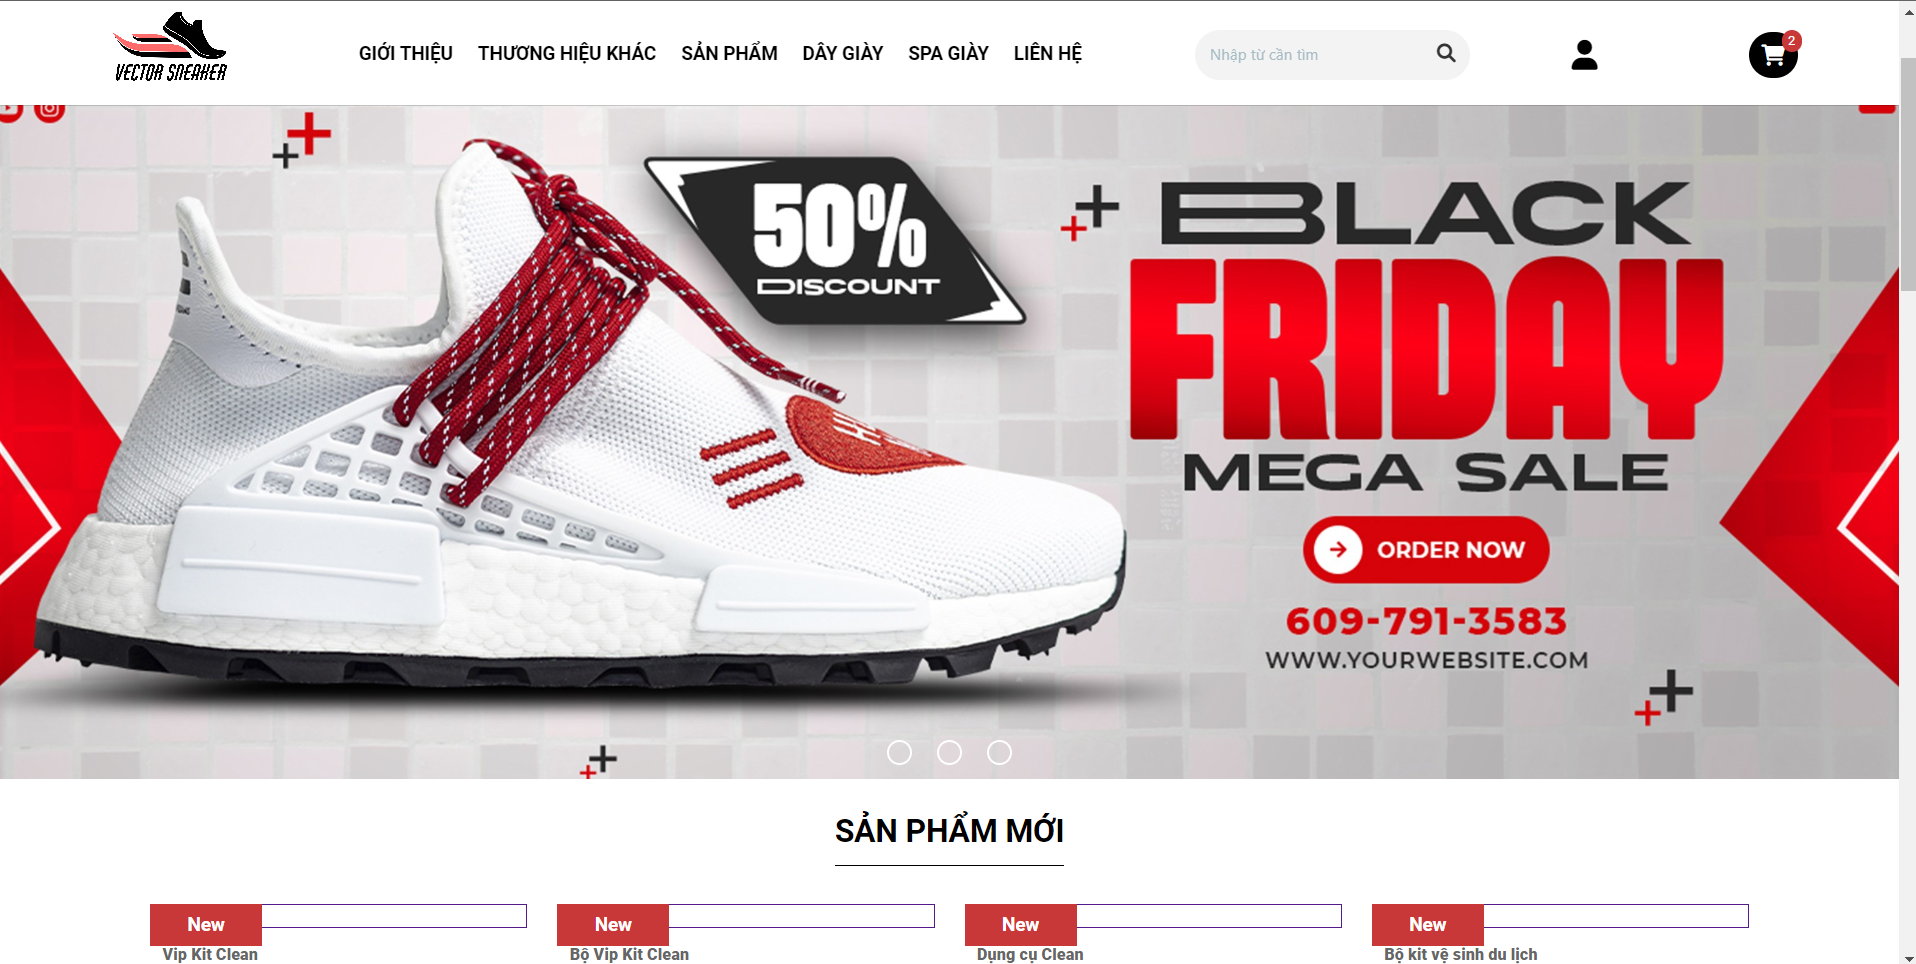 VECTOR SNEAKER
GIỚI THIỆU THƯƠNG HIỆU KHÁC SẢN PHẨM DÂY GIÀY SPA GIÀY LIÊN HỆ
Nhập từ cần tìm
2
50%
DISCOUNT
BLACK
FRIDAY
MEGA SALE
ORDER NOW
609-791-3583
WWW.YOURWEBSITE.COM
SẢN PHẨM MỚI
New
Vip Kit Clean
New
Bộ Vip Kit Clean
New
Dụng cụ Clean
New
Bộ kit vệ sinh du lịch